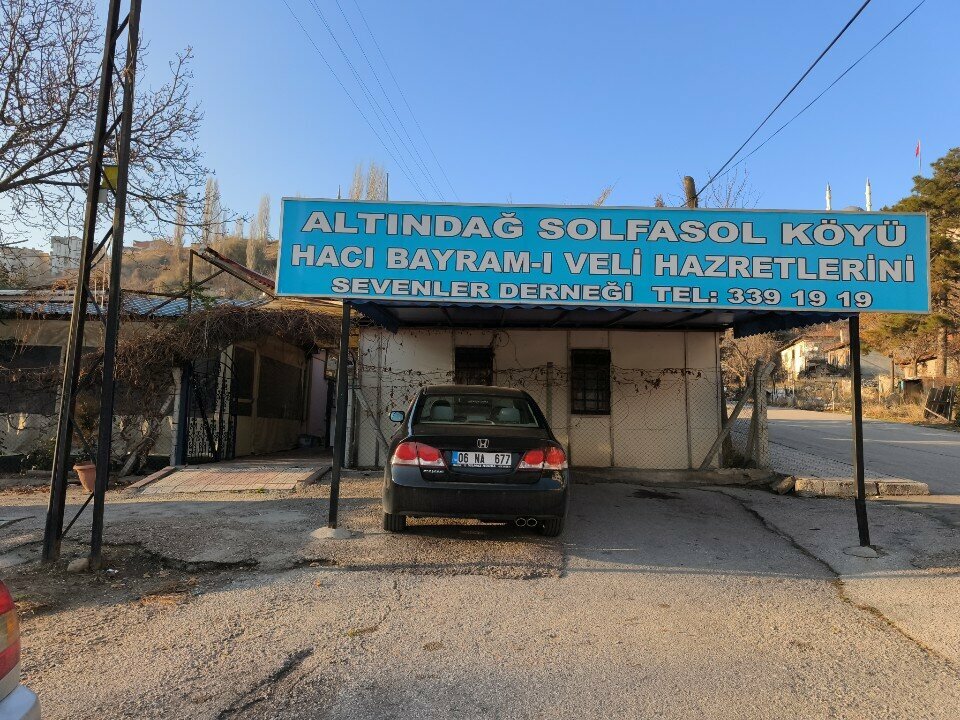 ALTINDAĞ SOLFASOL KÖYÜ
HACI BAYRAM-I VELİ HAZRETLERİNİ
SEVENLER DERNEĞİ TEL: 339 19 19
06 NA 677